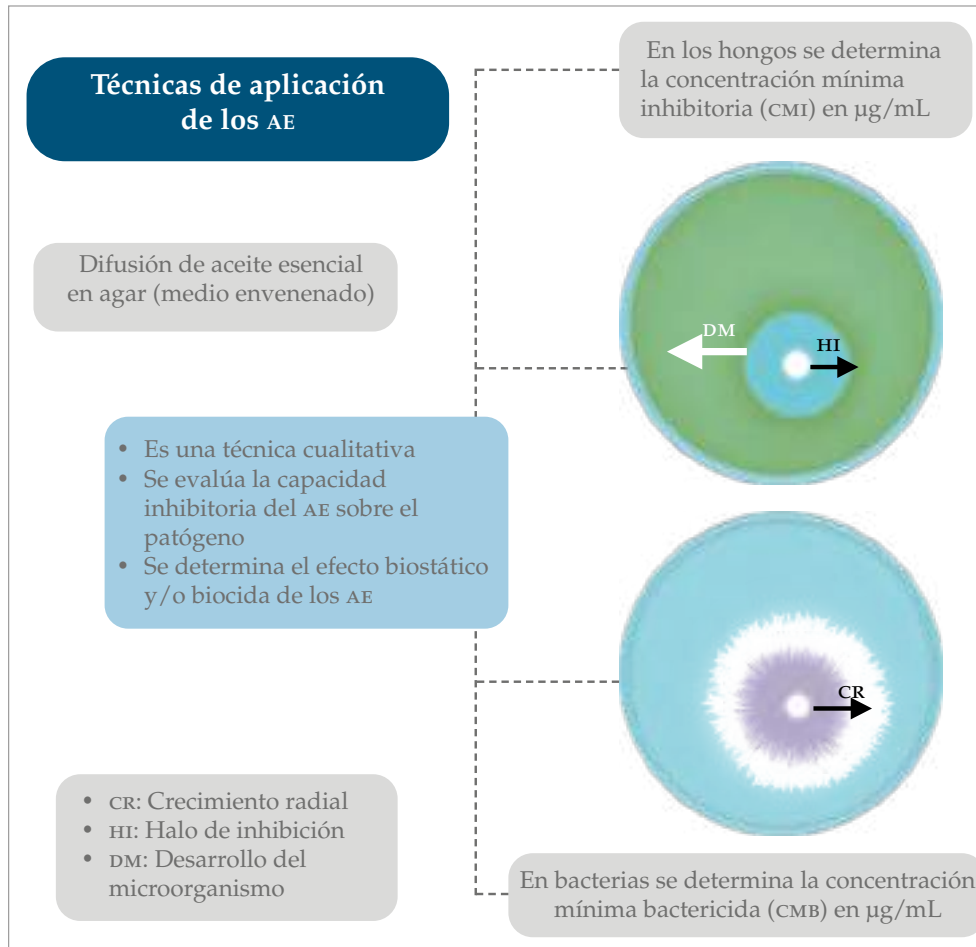 Técnicas de aplicación
de los AE
En los hongos se determina
la concentración mínima
inhibitoria (CMI) en µg/mL
Difusión de aceite esencial
en agar (medio envenenado)
DM
HI
• Es una técnica cualitativa
• Se evalúa la capacidad
inhibitoria del AE sobre el
patógeno
• Se determina el efecto biostático
y/o biocida de los AE
CR
• CR: Crecimiento radial
• HI: Halo de inhibición
• DM: Desarrollo del
microorganismo
En bacterias se determina la concentración
mínima bactericida (CMB) en µg/mL